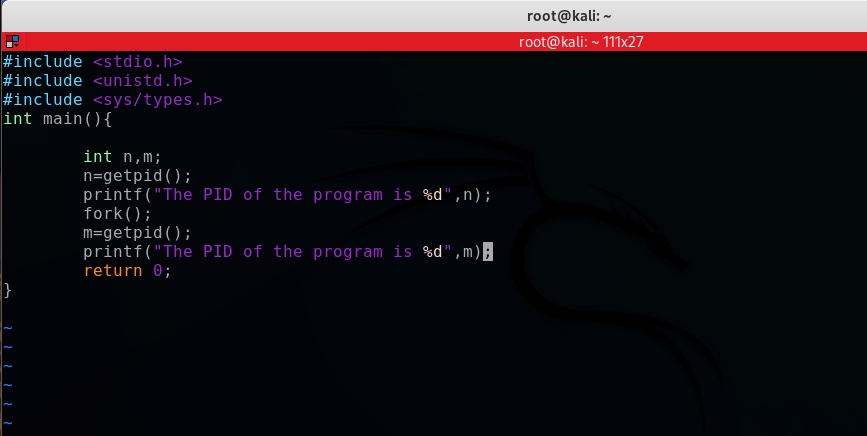 root@kali: ~
root@kali: ~ 111x27
#include <stdio.h>
#include <unistd.h>
#include <sys/types.h>
int main(){
int n,m;
n=getpid();
printf("The PID of the program is %d",n);
fork();
m=getpid();
printf("The PID of the program is %d",m);
return 0;
}
~
~
~
~
~
~